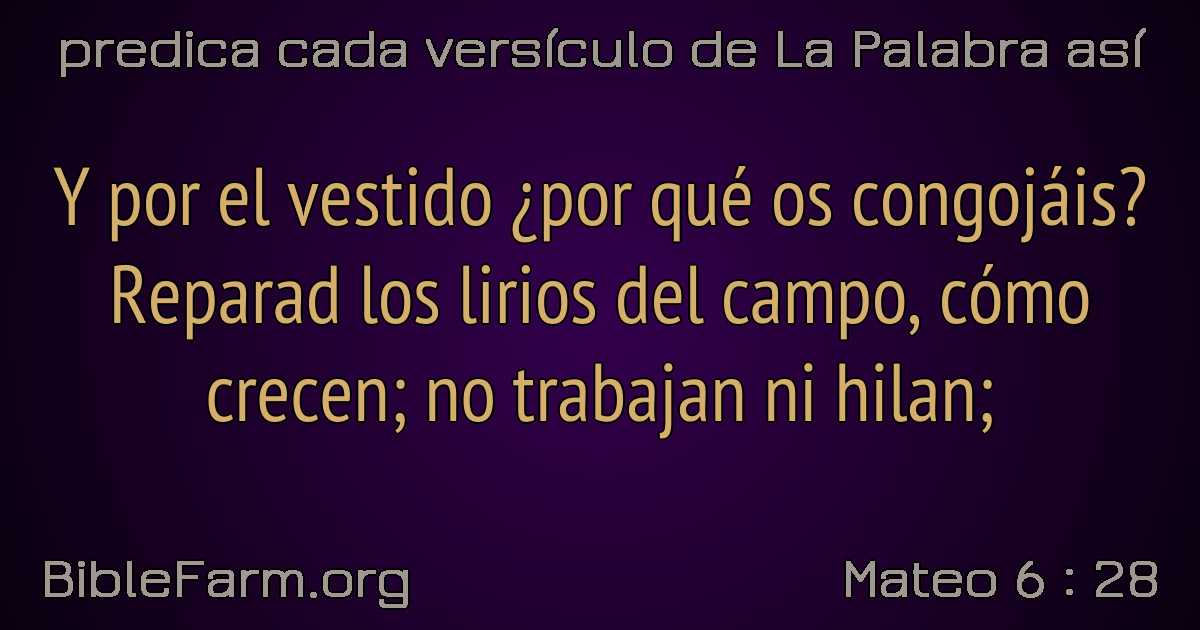 predica cada versículo de La Palabra así
Y por el vestido ¿por qué os congojáis?
Reparad los lirios del campo, cómo
crecen; no trabajan ni hilan;
BibleFarm.org
Mateo 6 : 28